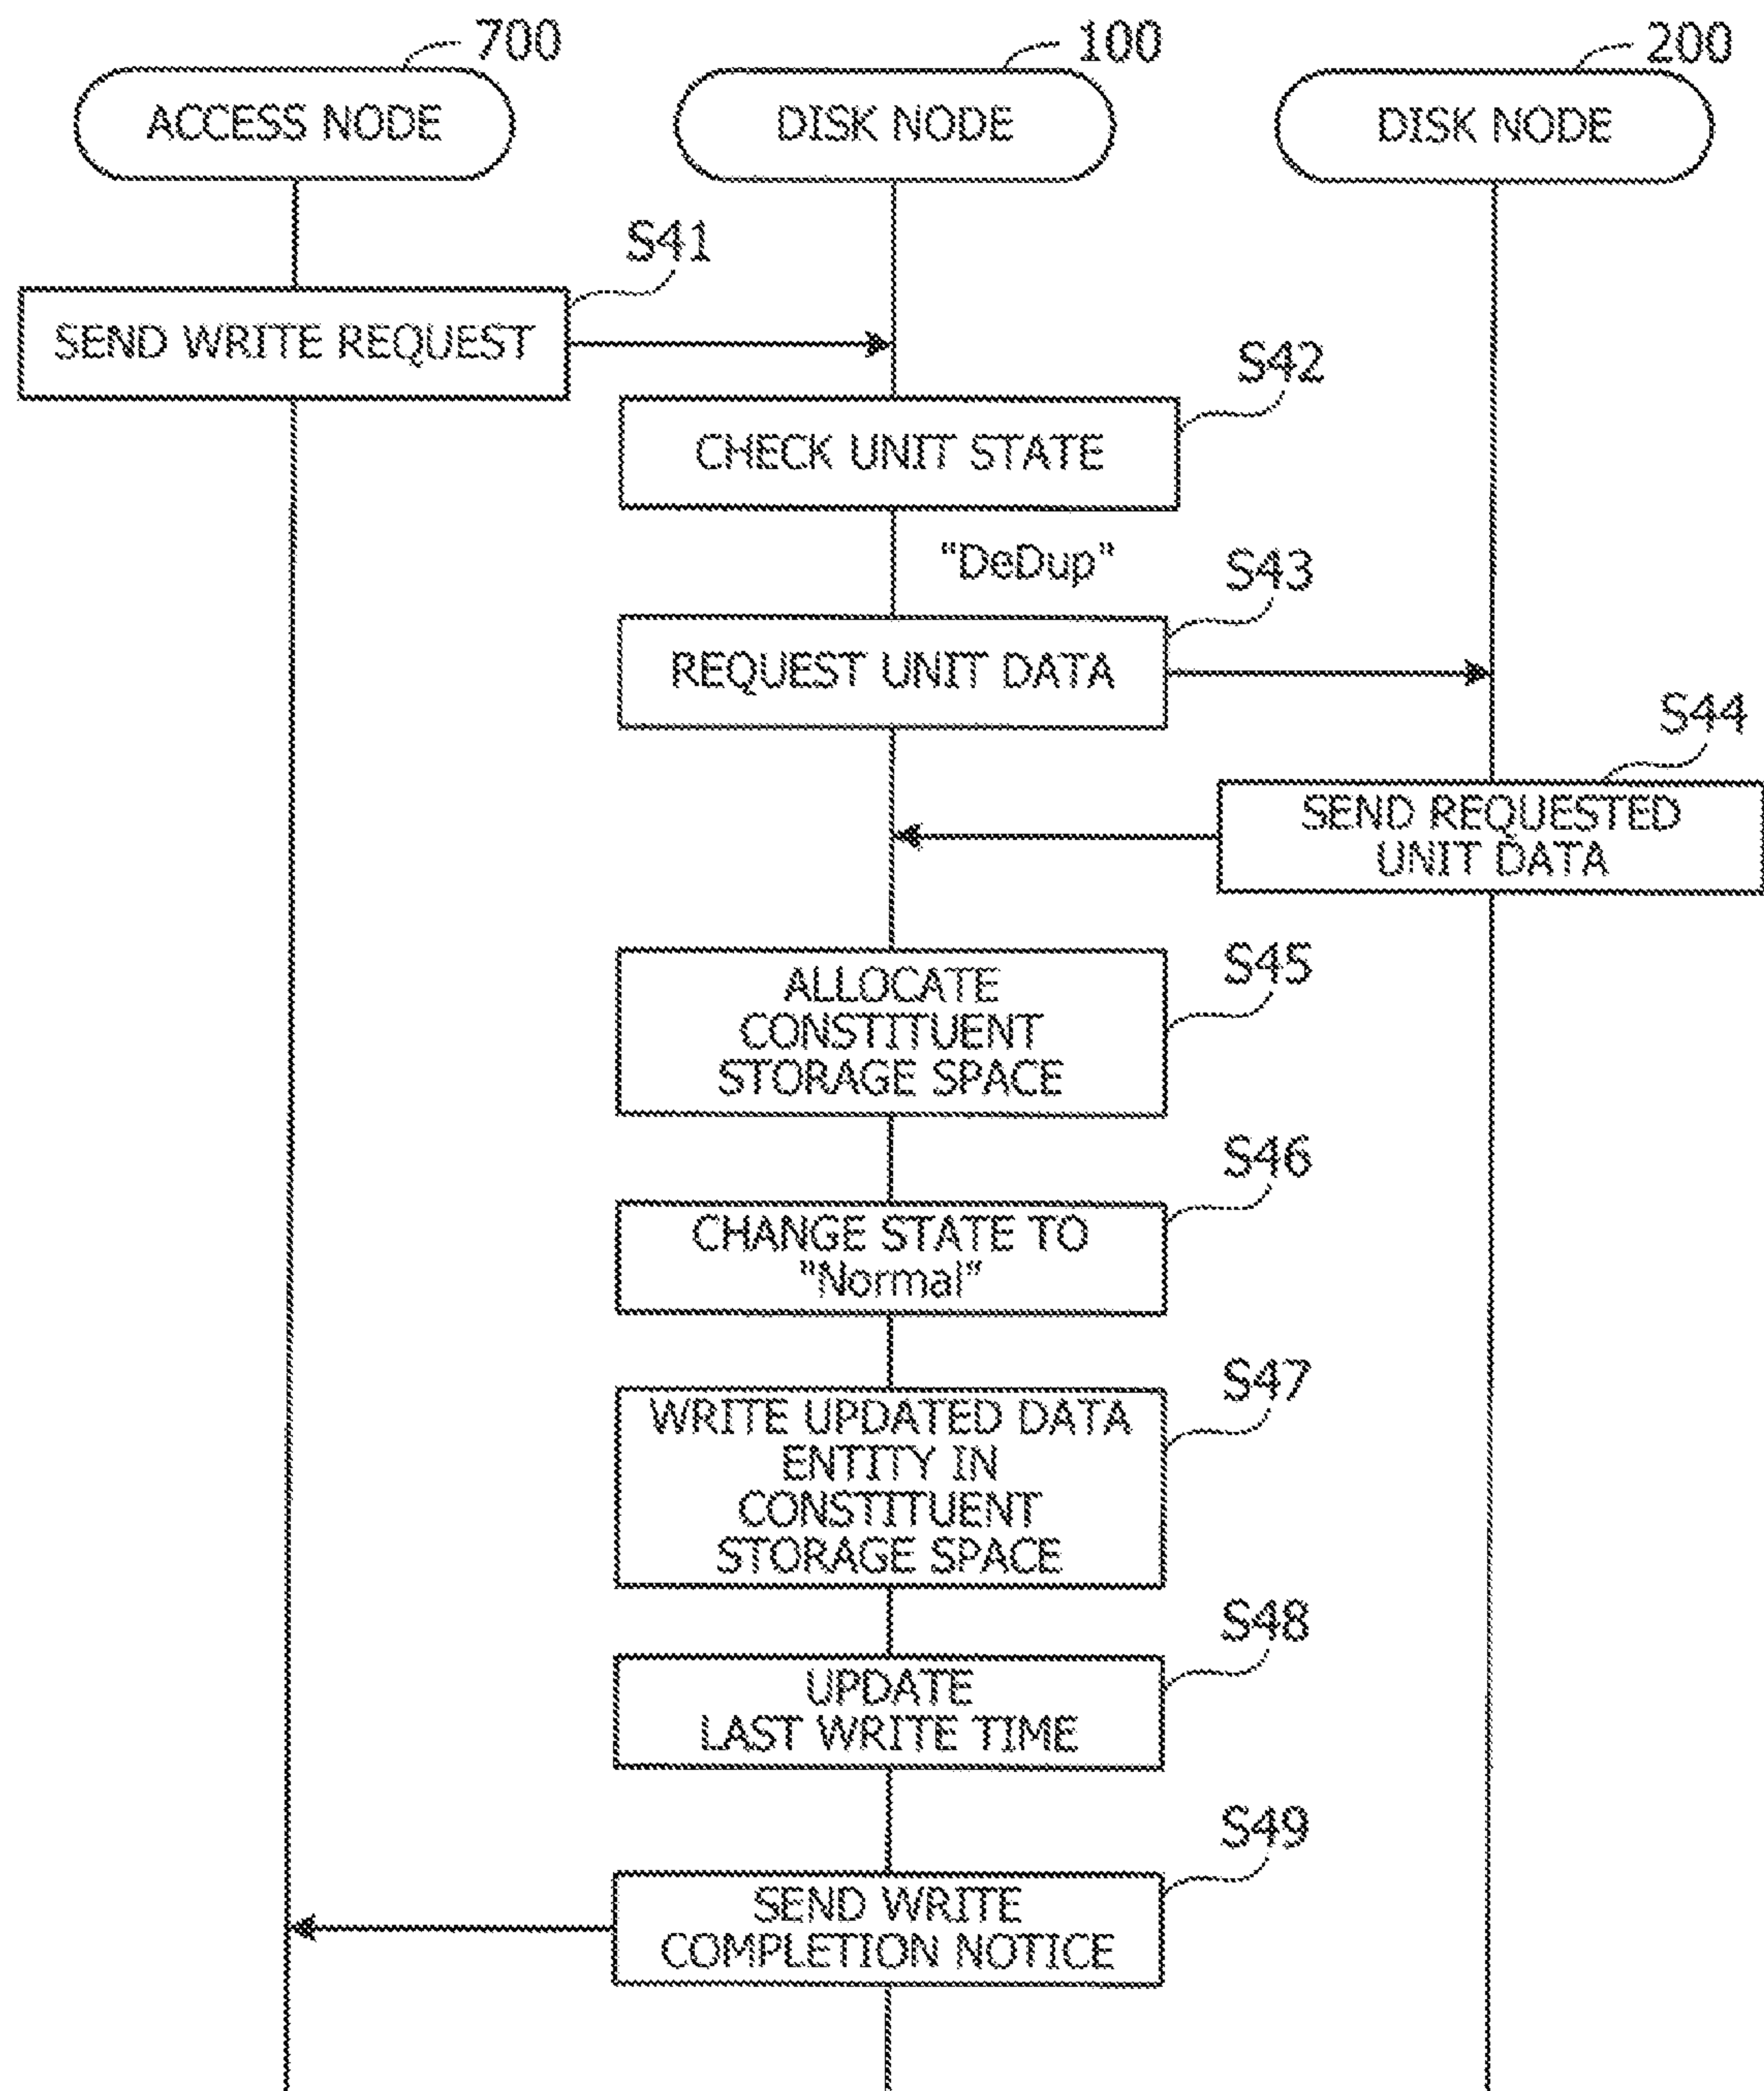 700
100
200
ACCESS NODE
DISK NODE
DISK NODE
S41
SEND WRITE REQUEST
S42
CHECK UNIT STATE
"DeDup"
S43
REQUEST UNIT DATA
S44
SEND REQUESTED
UNIT DATA
S45
ALLOCATE
CONSTITUENT
STORAGE SPACE
S46
CHANGE STATE TO
"Normal"
S47
WRITE UPDATED DATA
ENTITY IN
CONSTITUENT
STORAGE SPACE
S48
UPDATE
LAST WRITE TIME
S49
SEND WRITE
COMPLETION NOTICE